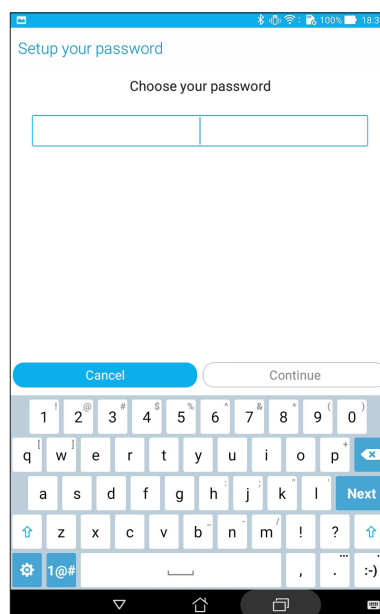 100% 18:3
Setup your password
Choose your password
Cancel Continue
! @ # $ % ^ & * ( )
1 2 3 4 5 6 7 8 9 0
[ ] +
q w e r t y u i o p
: ; " '
a s d f g h j k l Next
_ - /
z x c v b n m ! ?
1@# , . ... :-)